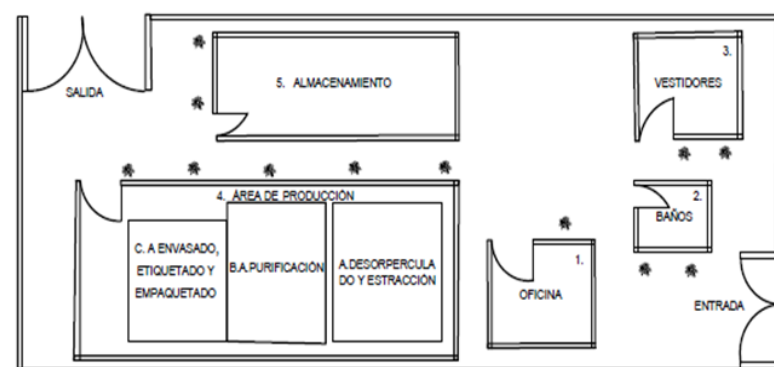 SALIDA
5. ALMACENAMIENTO
3.
VESTIDORES
4. ÁREA DE PRODUCCIÓN
C. A ENVASADO,
ETIQUETADO Y
EMPAQUETADO
B.A.PURIFICACIÓN
A.DESORPERCULA
DO Y ESTRACCIÓN
1.
OFICINA
2.
BAÑOS
ENTRADA